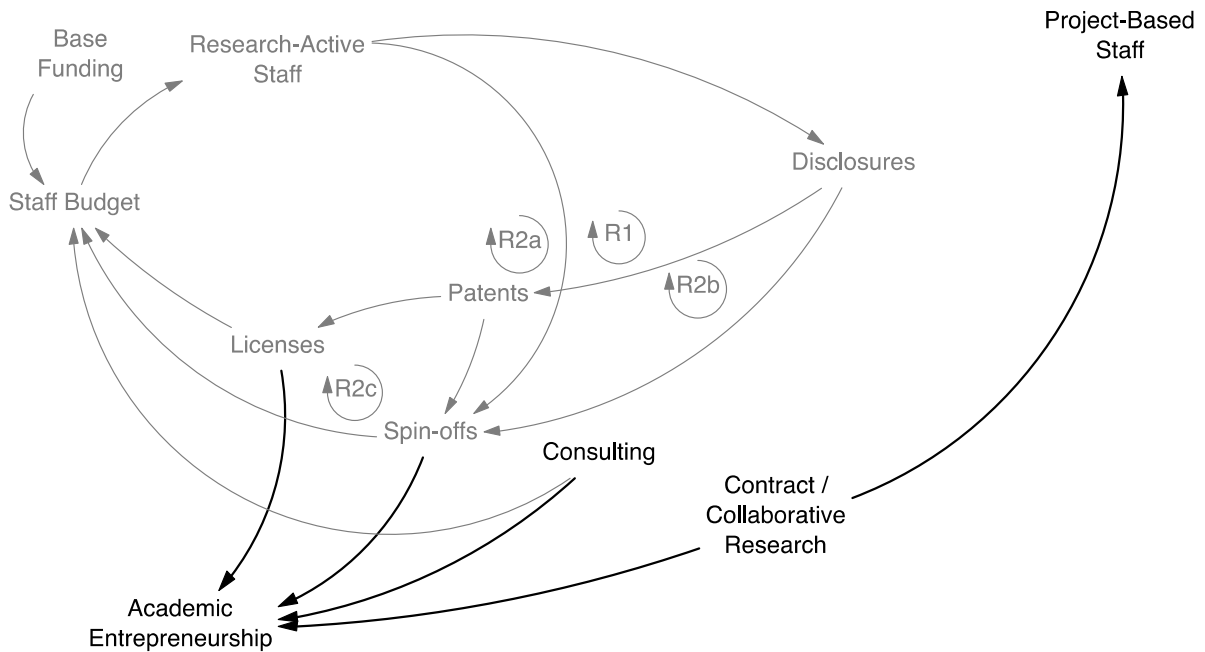 Base
Funding
Research-Active
Staff
Project-Based
Staff
Disclosures
Staff Budget
R2a
R1
R2b
Patents
Licenses
R2c
Spin-offs
Consulting
Contract /
Collaborative
Research
Academic
Entrepreneurship